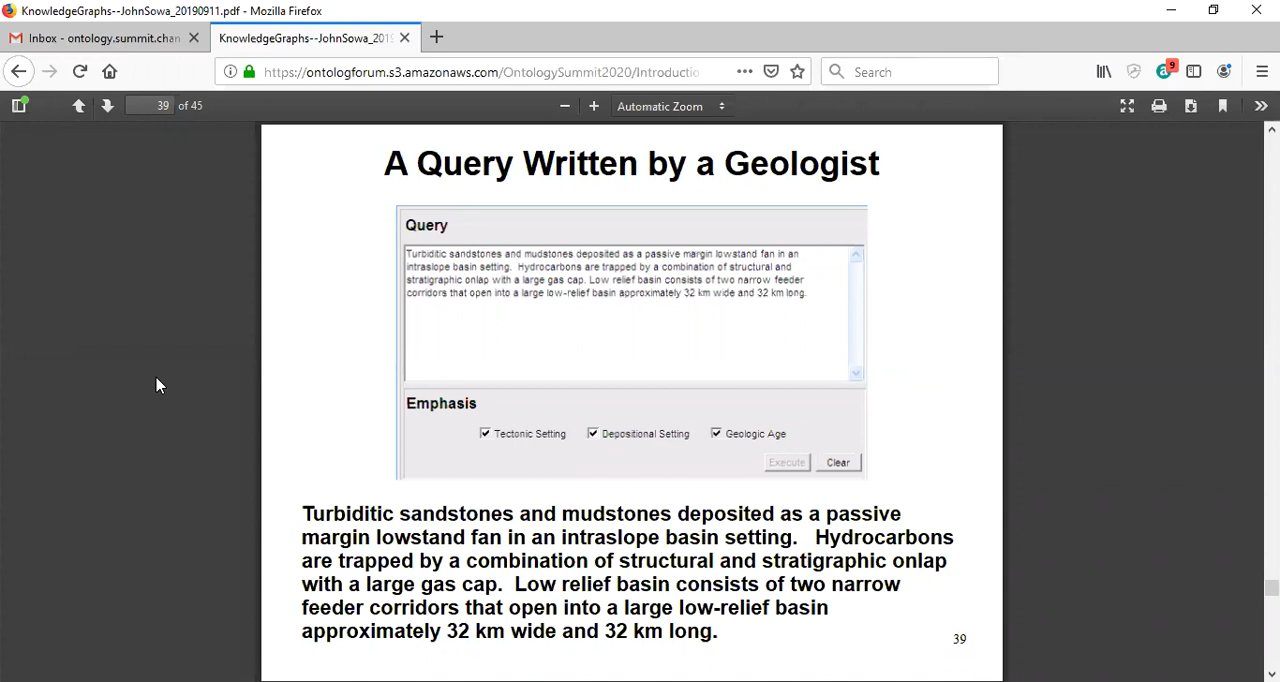 KnowledgeGraphs--JohnSowa_20190911.pdf - Mozilla Firefox
Inbox - ontology.summit.chan
KnowledgeGraphs--JohnSowa_201
https://ontologforum.s3.amazonaws.com/OntologySummit2020/Introductio
Search
9
39 of 45
Automatic Zoom
A Query Written by a Geologist
Query
Turbiditic sandstones and mudstones deposited as a passive margin lowstand fan in an
intraslope basin setting. Hydrocarbons are trapped by a combination of structural and
stratigraphic onlap with a large gas cap. Low relief basin consists of two narrow feeder
corridors that open into a large low-relief basin approximately 32 km wide and 32 km long.
Emphasis
Tectonic Setting Depositional Setting Geologic Age
Execute Clear
Turbiditic sandstones and mudstones deposited as a passive
margin lowstand fan in an intraslope basin setting. Hydrocarbons
are trapped by a combination of structural and stratigraphic onlap
with a large gas cap. Low relief basin consists of two narrow
feeder corridors that open into a large low-relief basin
approximately 32 km wide and 32 km long.
39